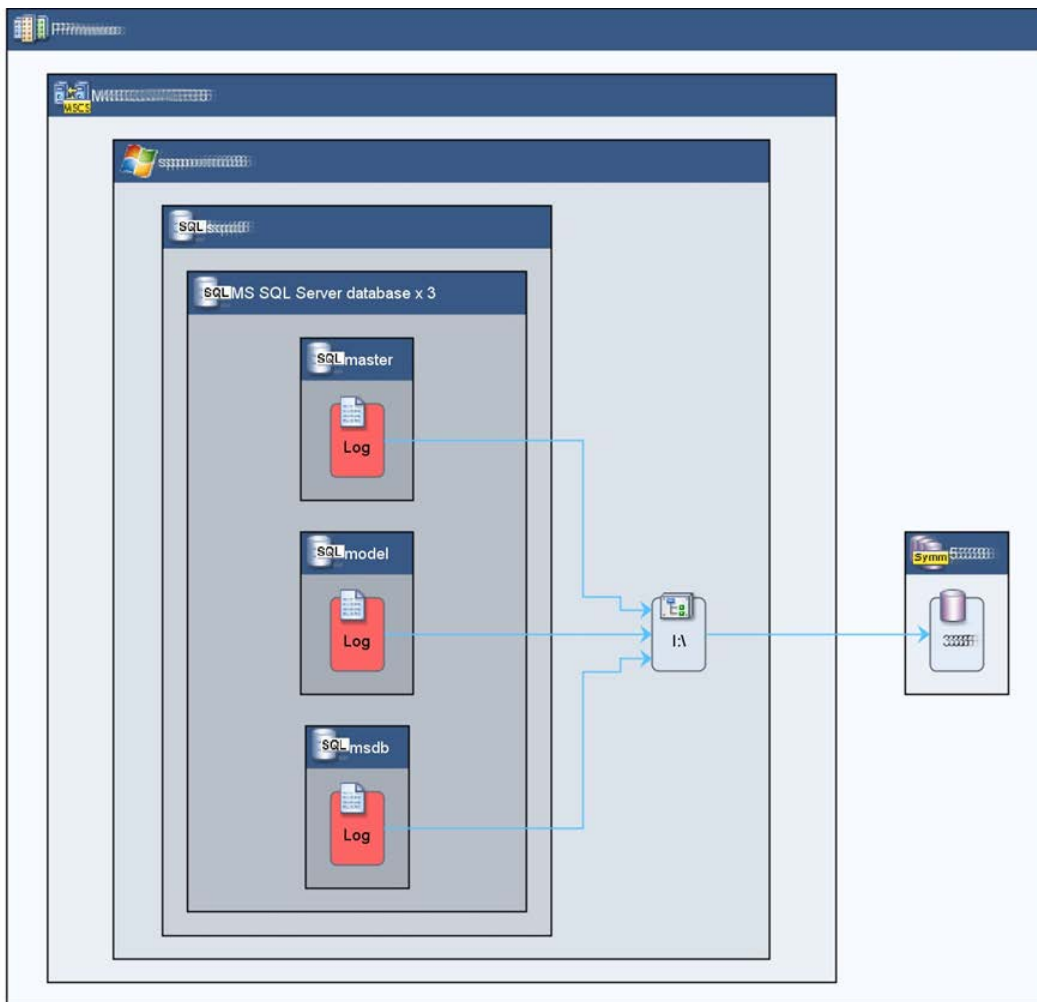 MSCS
SQL
SQL MS SQL Server database x 3
SQL master
Log
SQL model
Log
I:\
Symm
SQL msdb
Log